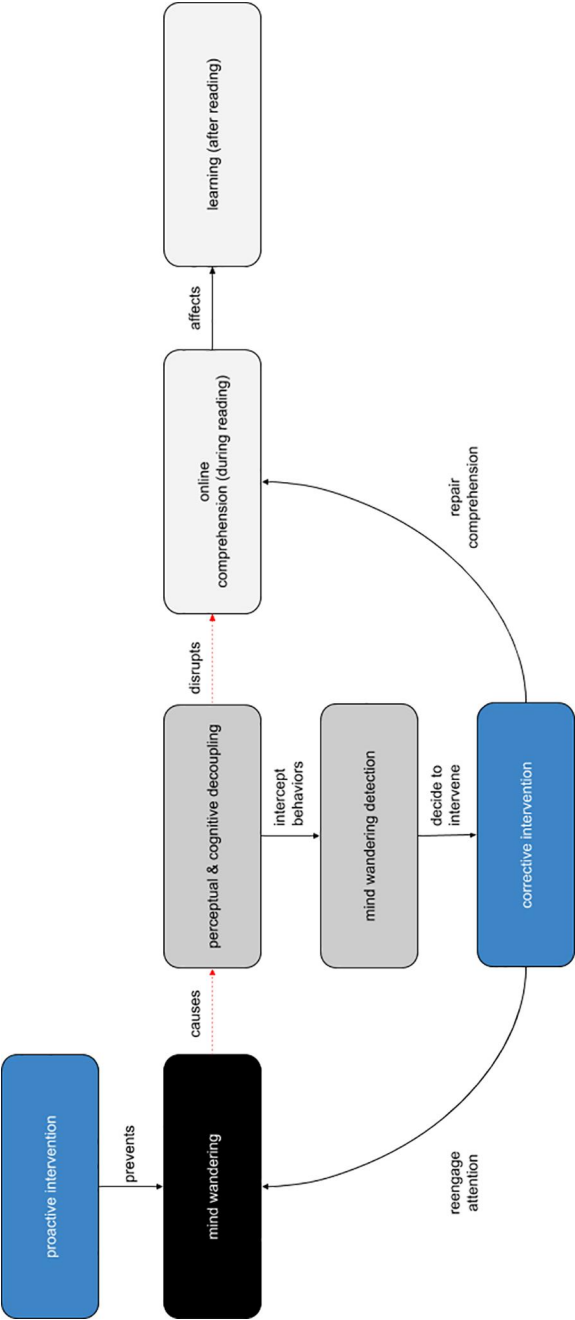 proactive intervention
prevents
mind wandering
causes
perceptual & cognitive decoupling
disrupts
online
comprehension (during reading)
affects
learning (after reading)
intercept
behaviors
mind wandering detection
decide to
intervene
corrective intervention
reengage
attention
repair
comprehension